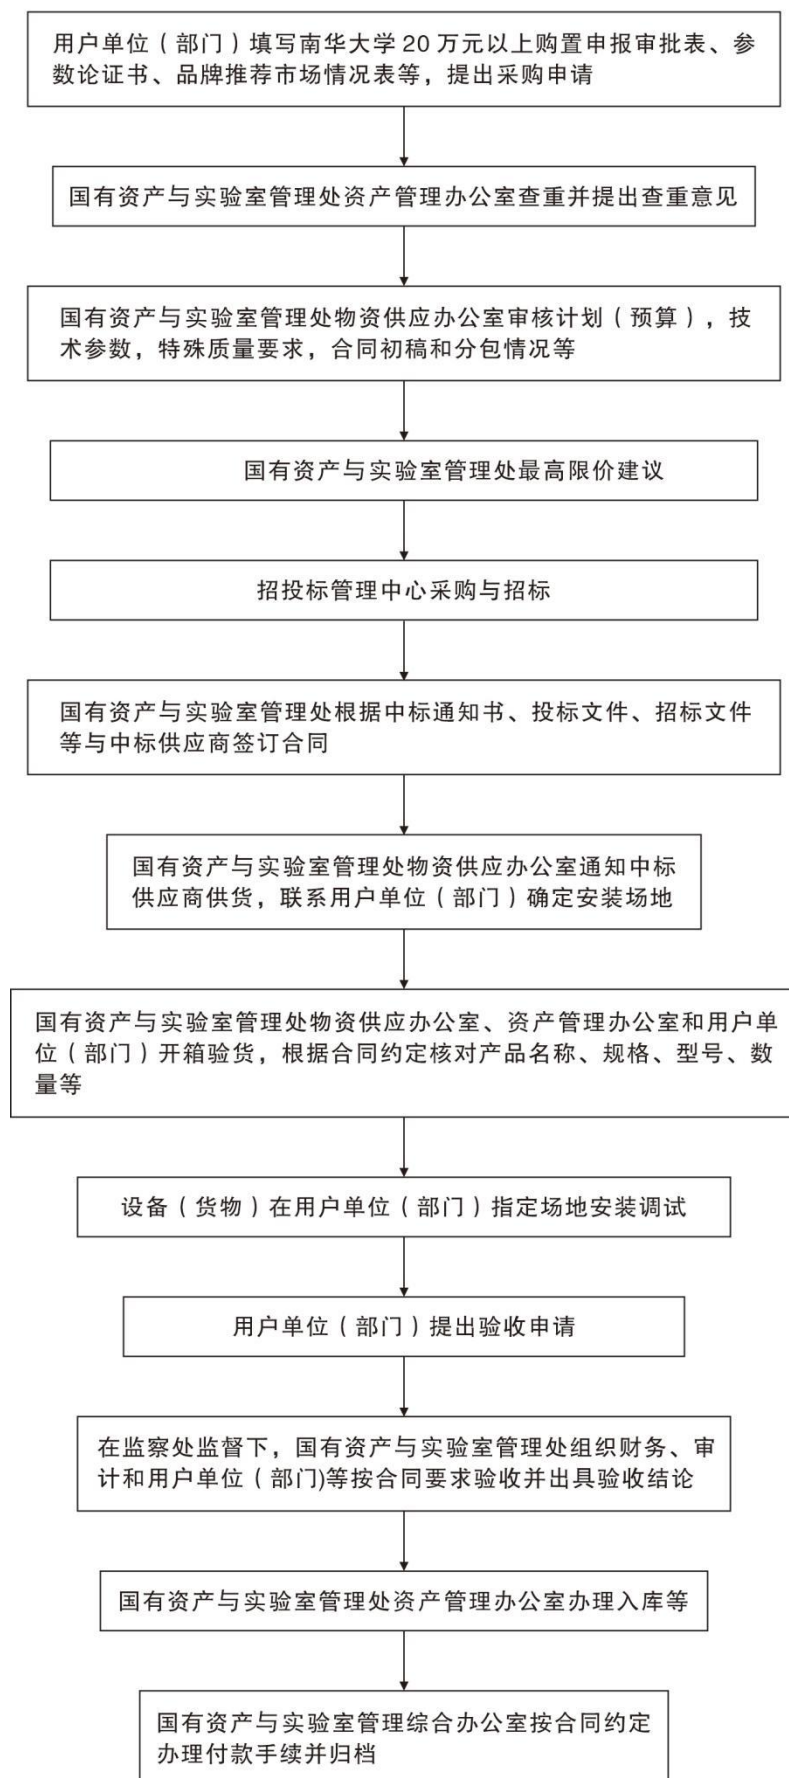 用户单位（部门）填写南华大学 20 万元以上购置申报审批表、参
数论证书、品牌推荐市场情况表等，提出采购申请
国有资产与实验室管理处资产管理办公室查重并提出查重意见
国有资产与实验室管理处物资供应办公室审核计划（预算），技
术参数，特殊质量要求，合同初稿和分包情况等
国有资产与实验室管理处最高限价建议
招投标管理中心采购与招标
国有资产与实验室管理处根据中标通知书、投标文件、招标文件
等与中标供应商签订合同
国有资产与实验室管理处物资供应办公室通知中标
供应商供货，联系用户单位（部门）确定安装场地
国有资产与实验室管理处物资供应办公室、资产管理办公室和用户单
位（部门）开箱验货，根据合同约定核对产品名称、规格、型号、数
量等
设备（货物）在用户单位（部门）指定场地安装调试
用户单位（部门）提出验收申请
在监察处监督下，国有资产与实验室管理处组织财务、审
计和用户单位（部门)等按合同要求验收并出具验收结论
国有资产与实验室管理处资产管理办公室办理入库等
国有资产与实验室管理综合办公室按合同约定
办理付款手续并归档